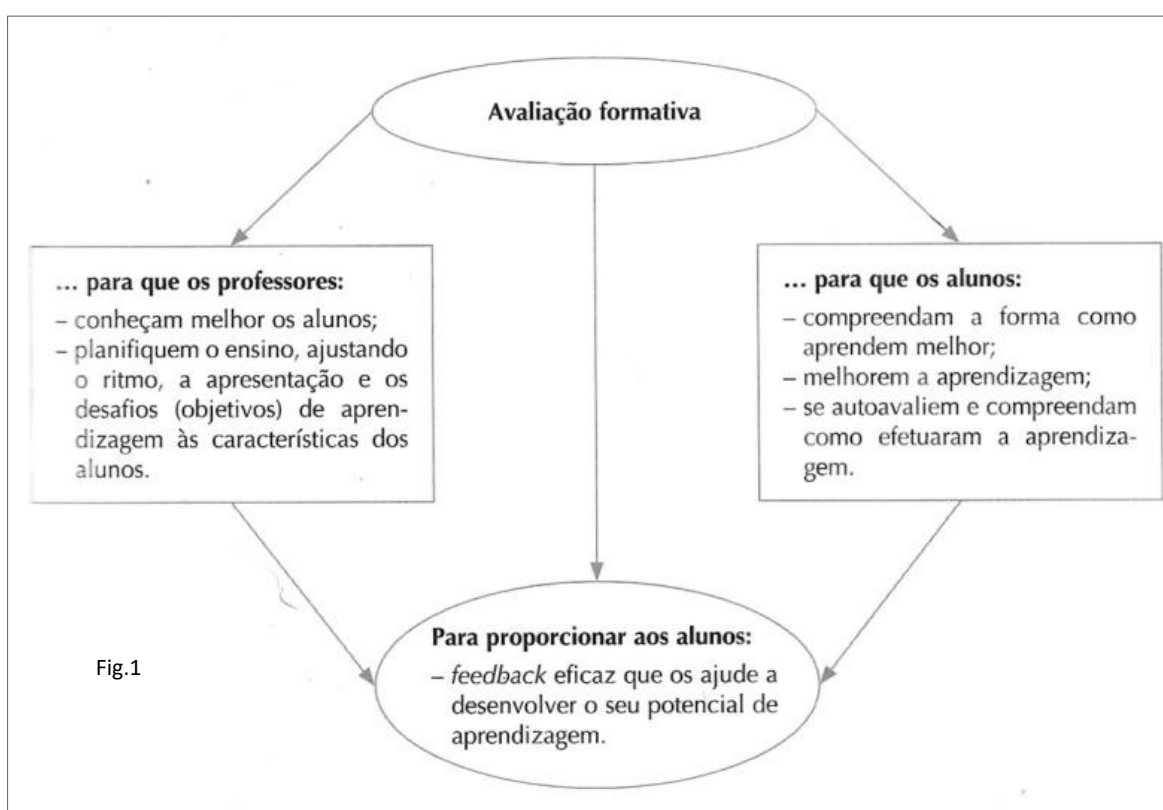 Avaliação formativa
... para que os professores:
– conheçam melhor os alunos;
– planifiquem o ensino, ajustando
o ritmo, a apresentação e os
desafios (objetivos) de apren-
dizagem às características dos
alunos.
... para que os alunos:
– compreendam a forma como
aprendem melhor;
– melhorem a aprendizagem;
– se autoavaliem e compreendam
como efetuaram a aprendiza-
gem.
Para proporcionar aos alunos:
– feedback eficaz que os ajude a
desenvolver o seu potencial de
aprendizagem.
Fig.1